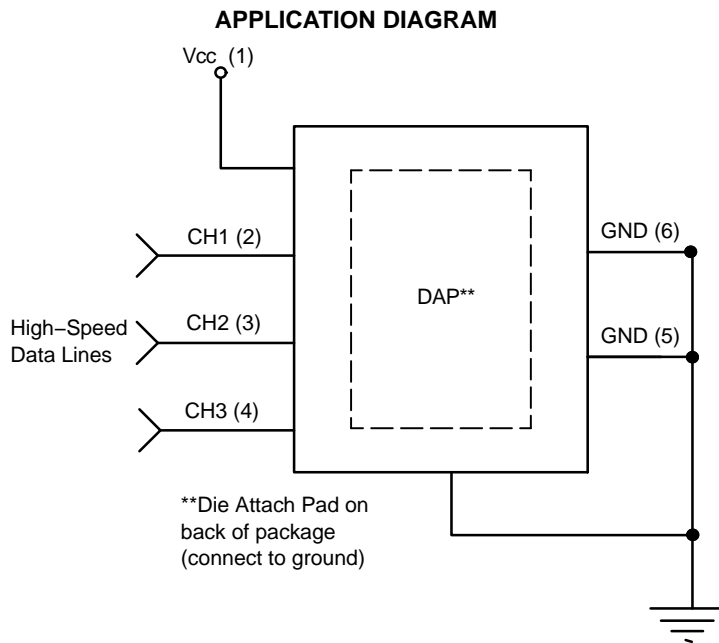 APPLICATION DIAGRAM
Vcc (1)
CH1 (2)
GND (6)
DAP**
High−Speed
Data Lines
CH2 (3)
GND (5)
CH3 (4)
**Die Attach Pad on
back of package
(connect to ground)